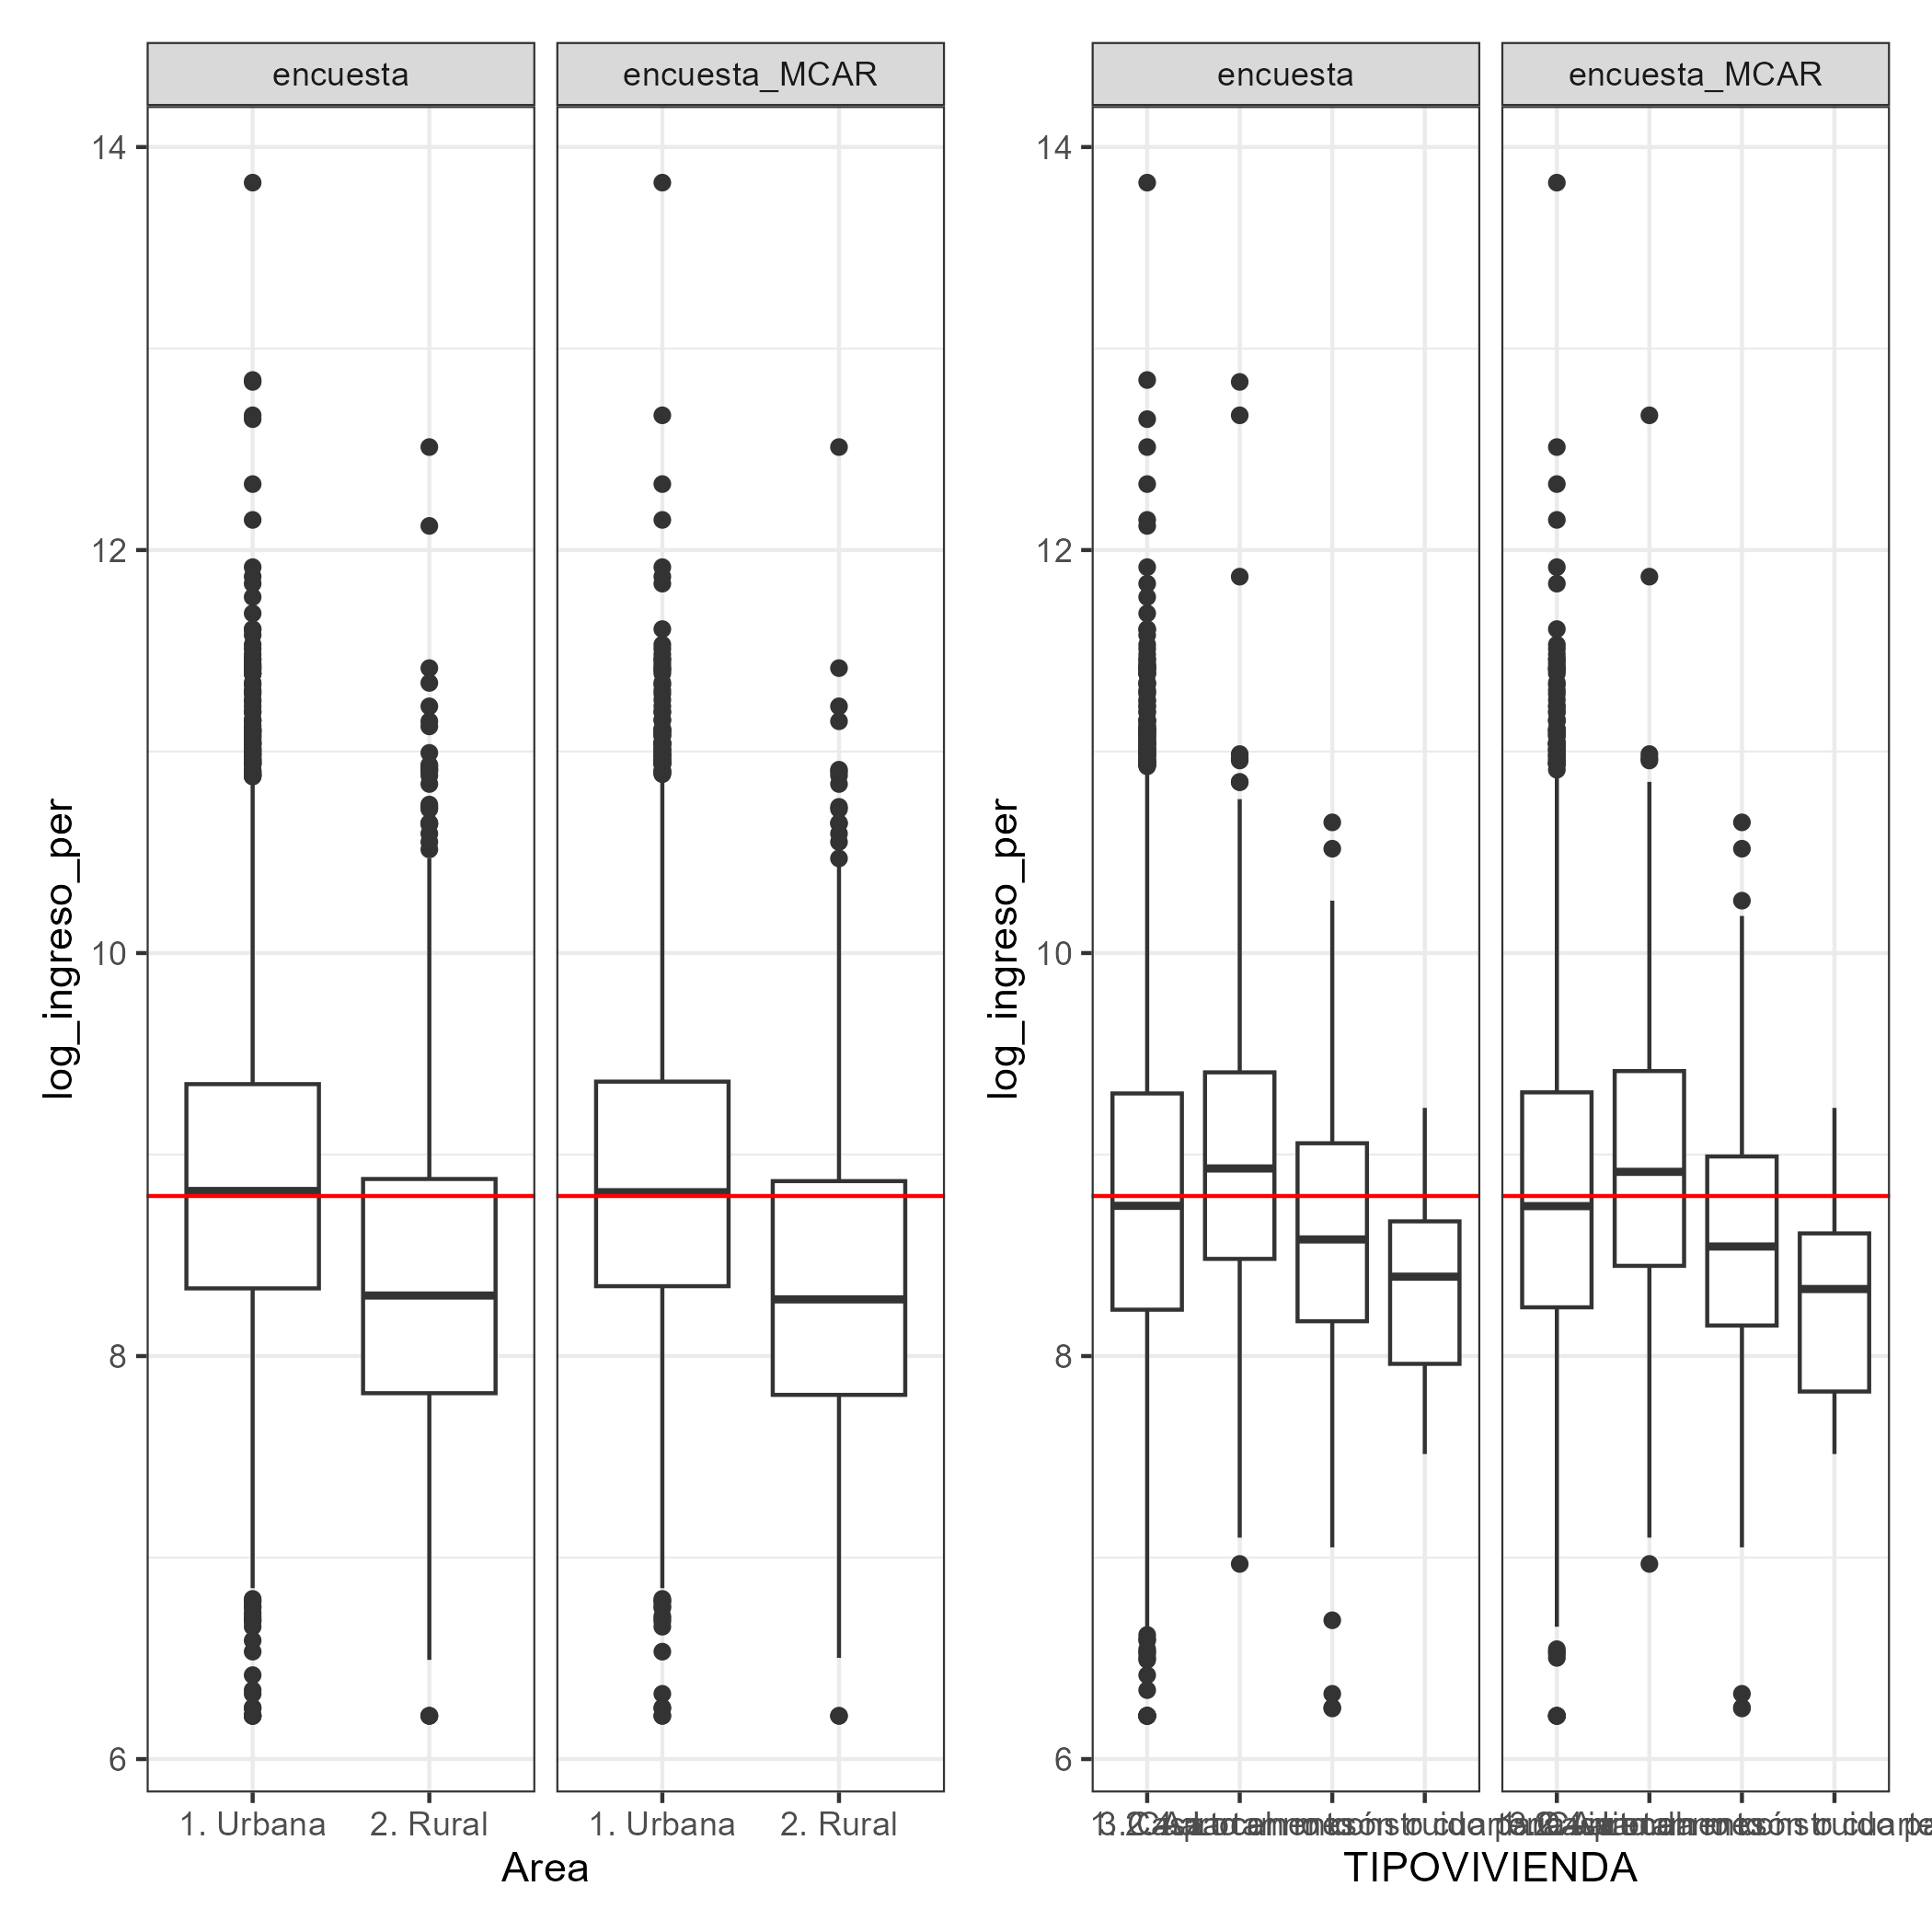 encuesta
encuesta_MCAR
encuesta
encuesta_MCAR
14
12
10
8
6
14
12
10
8
6
log_ingreso_per
log_ingreso_per
1. Urbana
2. Rural
1. Urbana
2. Rural
Area
TIPOVIVIENDA